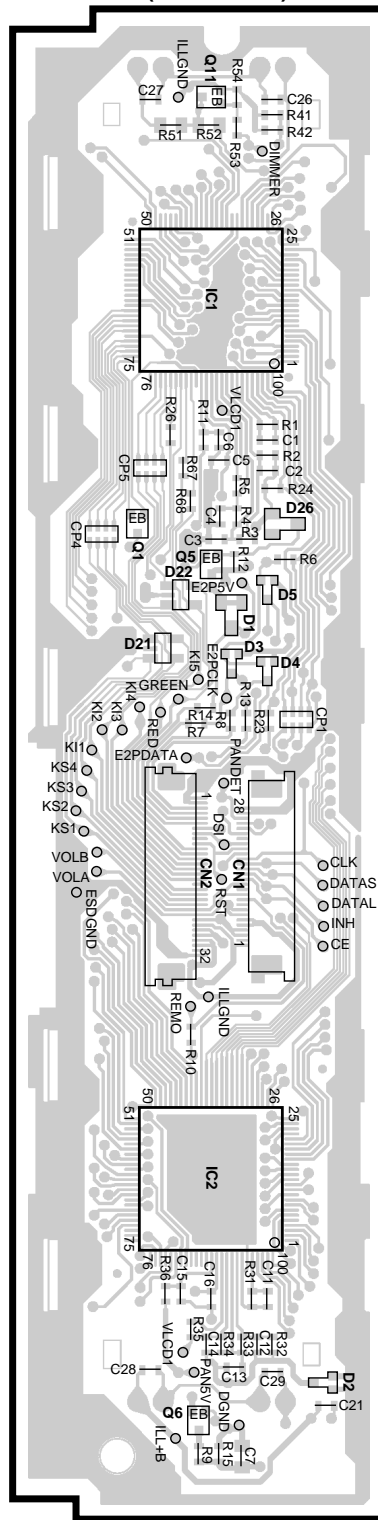 ILLGND
Q11
R54
C27
EB
C26
R41
R51
R52
R42
R53
DIMMER
50
26
51
25
IC1
75
1
76
100
VLCD1
R26
R11
C6
R1
C1
CP5
R67
C5
R2
C2
R68
R5
R24
EB
C4
R4
D26
CP4
Q1
C3
R3
Q5
EB
R12
R6
D22
E2P5V
D5
D1
D21
D3
D4
KI5
E2PCLK
GREEN
KI4
R14
R8
R13
R23
CP1
KI2
KI3
RED
R7
KI1
E2PDATA
PANDET
28
KS4
1
KS3
KS2
DSI
KS1
CN2
CN1
VOLB
CLK
VOLA
RST
DATAS
ESDGND
DATAL
INH
32
1
CE
REMO
ILLGND
R10
50
26
51
25
IC2
75
1
76
100
R36
C15
C16
R31
C11
R35
VLCD1
C14
R34
R33
C12
R32
C28
PAN5V
C13
C29
D2
Q6
EB
DGND
C21
ILL+B
R9
R15
C7